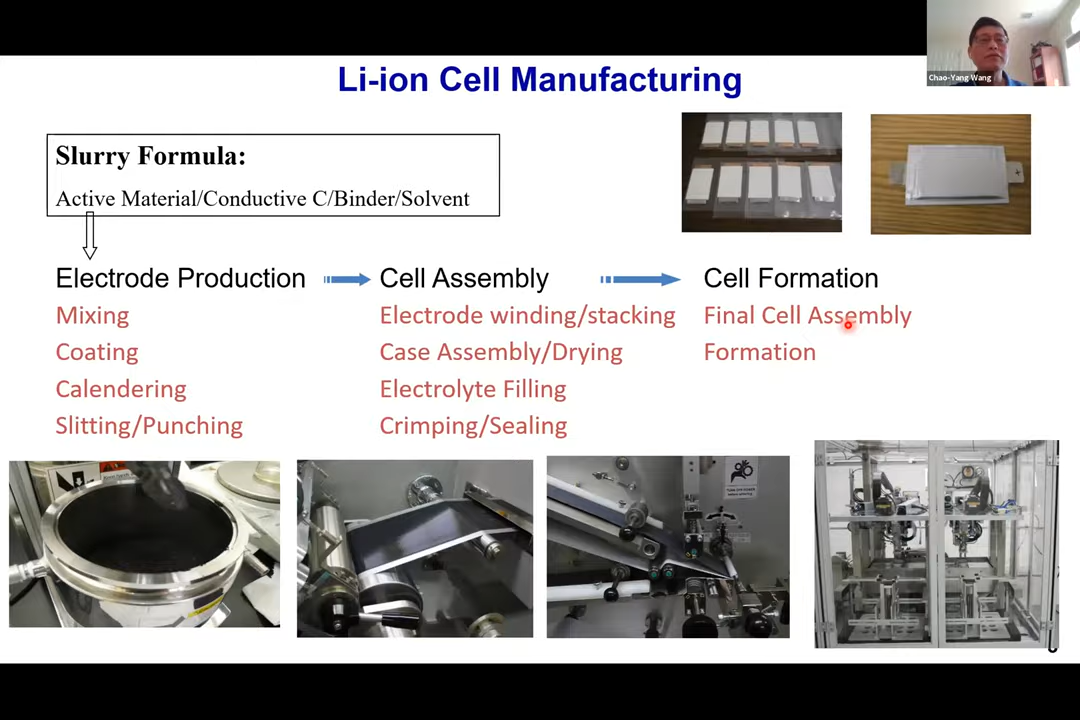 Chao-Yang Wang
Li-ion Cell Manufacturing
Slurry Formula:
Active Material/Conductive C/Binder/Solvent
Electrode Production
Mixing
Coating
Calendering
Slitting/Punching
Cell Assembly
Electrode winding/stacking
Case Assembly/Drying
Electrolyte Filling
Crimping/Sealing
Cell Formation
Final Cell Assembly
Formation